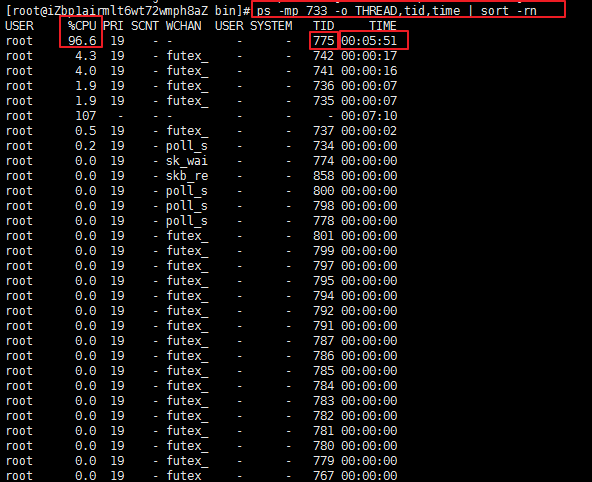 [root@iZbp1airmlt6wt72wmph8aZ bin]# ps -mp 733 -o THREAD,tid,time | sort -rn
USER %CPU PRI SCNT WCHAN USER SYSTEM TID TIME
root 96.6 19 - - - - 775 00:05:51
root 4.3 19 - futex_ - - 742 00:00:17
root 4.0 19 - futex_ - - 741 00:00:16
root 1.9 19 - futex_ - - 736 00:00:07
root 1.9 19 - futex_ - - 735 00:00:07
root 107 - - - - - - 00:07:10
root 0.5 19 - futex_ - - 737 00:00:02
root 0.2 19 - poll_s - - 734 00:00:00
root 0.0 19 - sk_wai - - 774 00:00:00
root 0.0 19 - skb_re - - 858 00:00:00
root 0.0 19 - poll_s - - 800 00:00:00
root 0.0 19 - poll_s - - 798 00:00:00
root 0.0 19 - poll_s - - 778 00:00:00
root 0.0 19 - futex_ - - 801 00:00:00
root 0.0 19 - futex_ - - 799 00:00:00
root 0.0 19 - futex_ - - 797 00:00:00
root 0.0 19 - futex_ - - 795 00:00:00
root 0.0 19 - futex_ - - 794 00:00:00
root 0.0 19 - futex_ - - 792 00:00:00
root 0.0 19 - futex_ - - 791 00:00:00
root 0.0 19 - futex_ - - 787 00:00:00
root 0.0 19 - futex_ - - 786 00:00:00
root 0.0 19 - futex_ - - 785 00:00:00
root 0.0 19 - futex_ - - 784 00:00:00
root 0.0 19 - futex_ - - 783 00:00:00
root 0.0 19 - futex_ - - 782 00:00:00
root 0.0 19 - futex_ - - 781 00:00:00
root 0.0 19 - futex_ - - 780 00:00:00
root 0.0 19 - futex_ - - 779 00:00:00
root 0.0 19 - futex - - 767 00:00:00